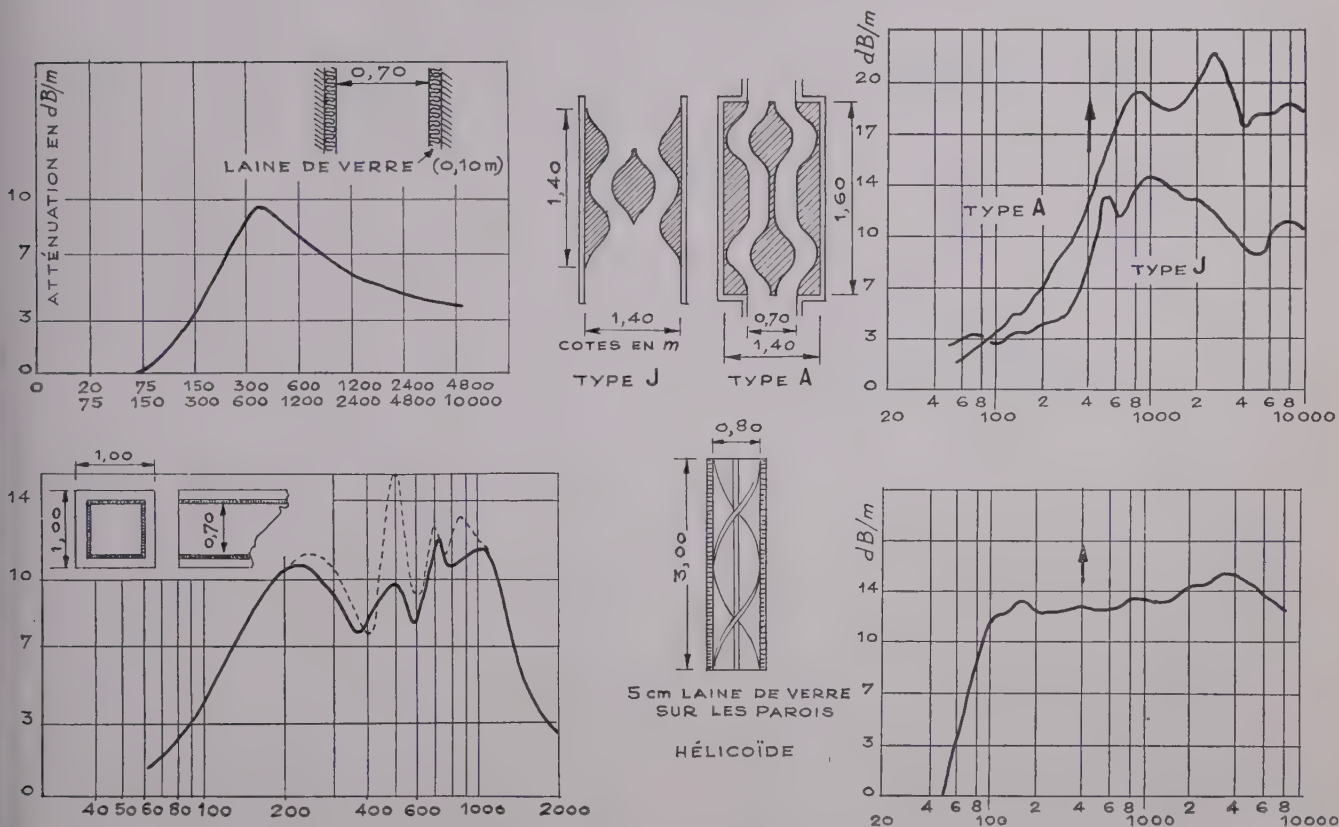 ATTÉNUATION EN dB/m
10
7
3
0
0,70
LAINE DE VERRE (0,10 m)
0 20 75 150 300 600 1200 2400 4800
75 150 300 600 1200 2400 4800 10000
1,40
1,40
COTES EN m
TYPE J
1,60
0,70
1,40
TYPE A
dB/m
20
17
14
10
7
3
0
TYPE A
TYPE J
20 4 6 8 100 2 4 6 8 1000 2 4 6 8 10000
1,00
1,00
0,70
14
10
7
3
0
40 50 60 80 100 200 400 600 1000 2000
0,80
3,00
5 cm LAINE DE VERRE
SUR LES PAROIS
HÉLICOÏDE
dB/m
14
10
7
3
0
20 4 6 8 100 2 4 6 8 1000 2 4 6 8 10000